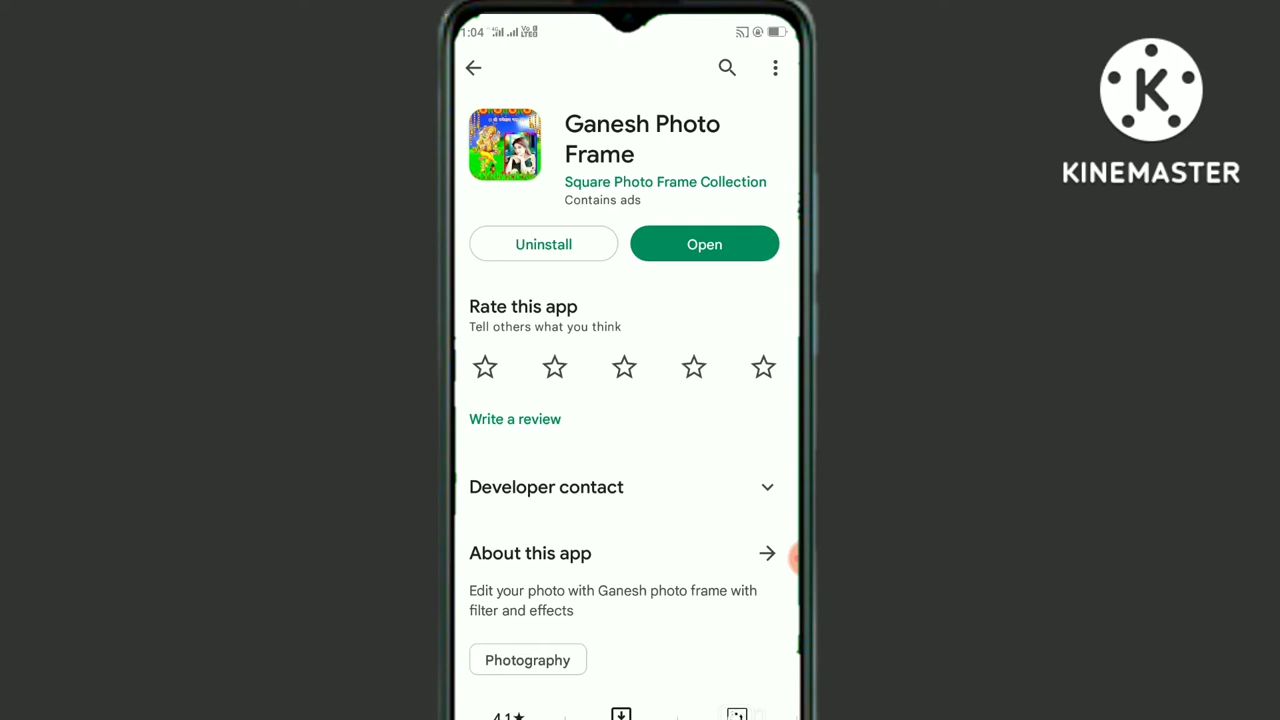 1:04
K
KINEMASTER
Ganesh Photo
Frame
Square Photo Frame Collection
Contains ads
Uninstall
Open
Rate this app
Tell others what you think
Write a review
Developer contact
About this app
Edit your photo with Ganesh photo frame with
filter and effects
Photography
4.1★